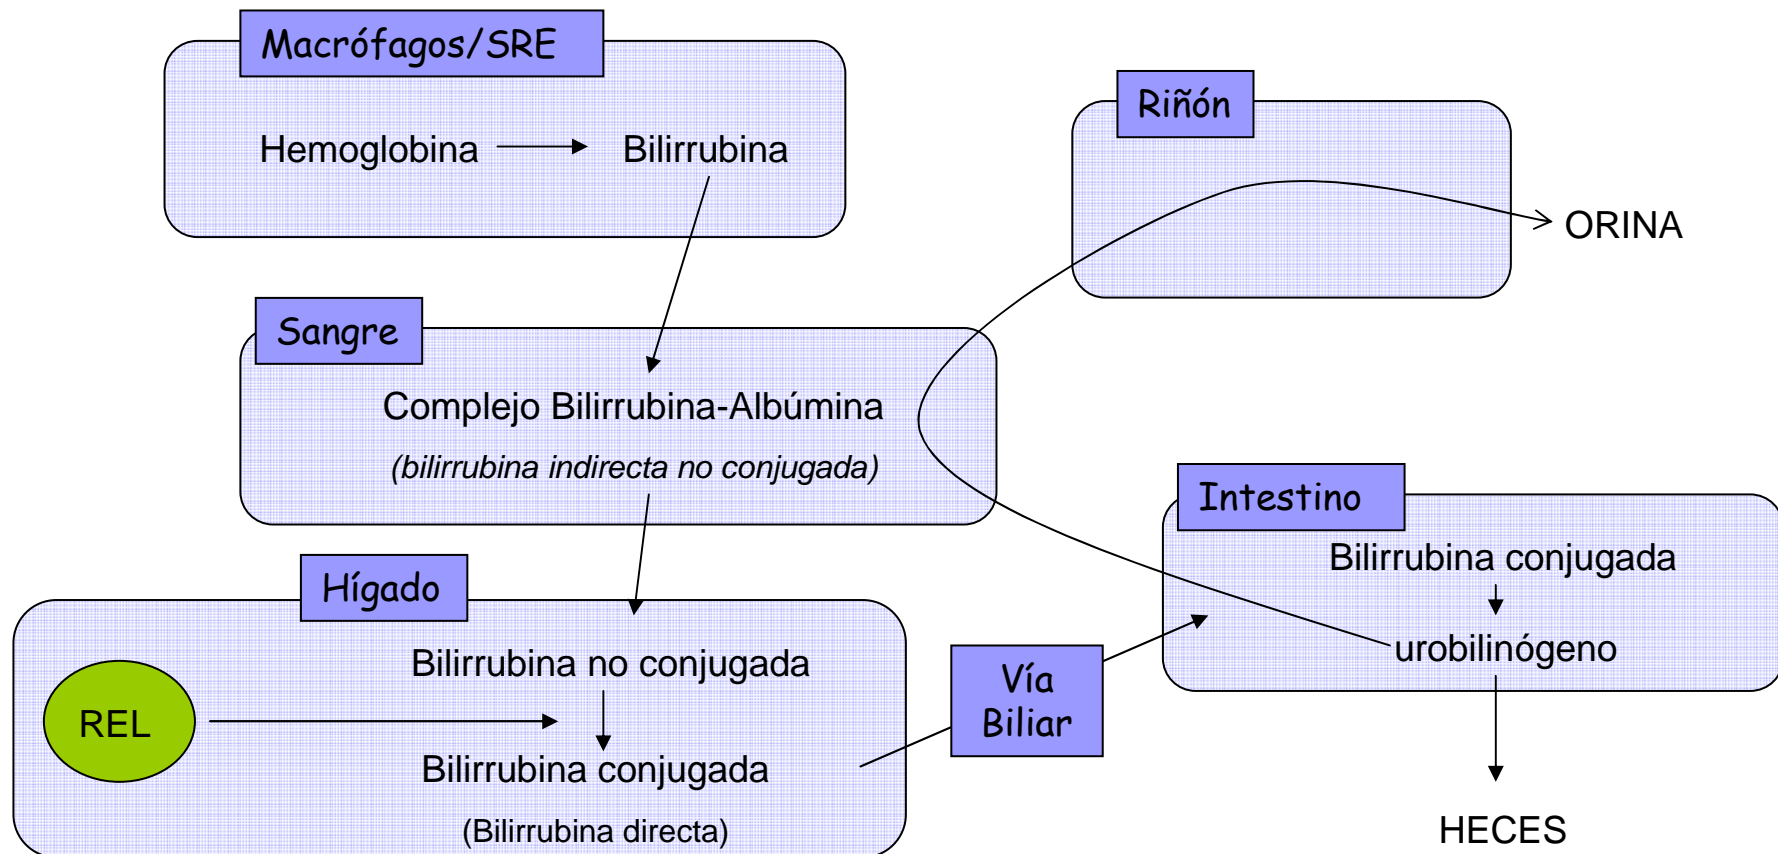 Macrófagos/SRE
Hemoglobina
Bilirrubina
Riñón
ORINA
Sangre
Complejo Bilirrubina-Albúmina
(bilirrubina indirecta no conjugada)
Intestino
Bilirrubina conjugada
urobilinógeno
Hígado
Bilirrubina no conjugada
REL
Bilirrubina conjugada
(Bilirrubina directa)
Vía
Biliar
HECES